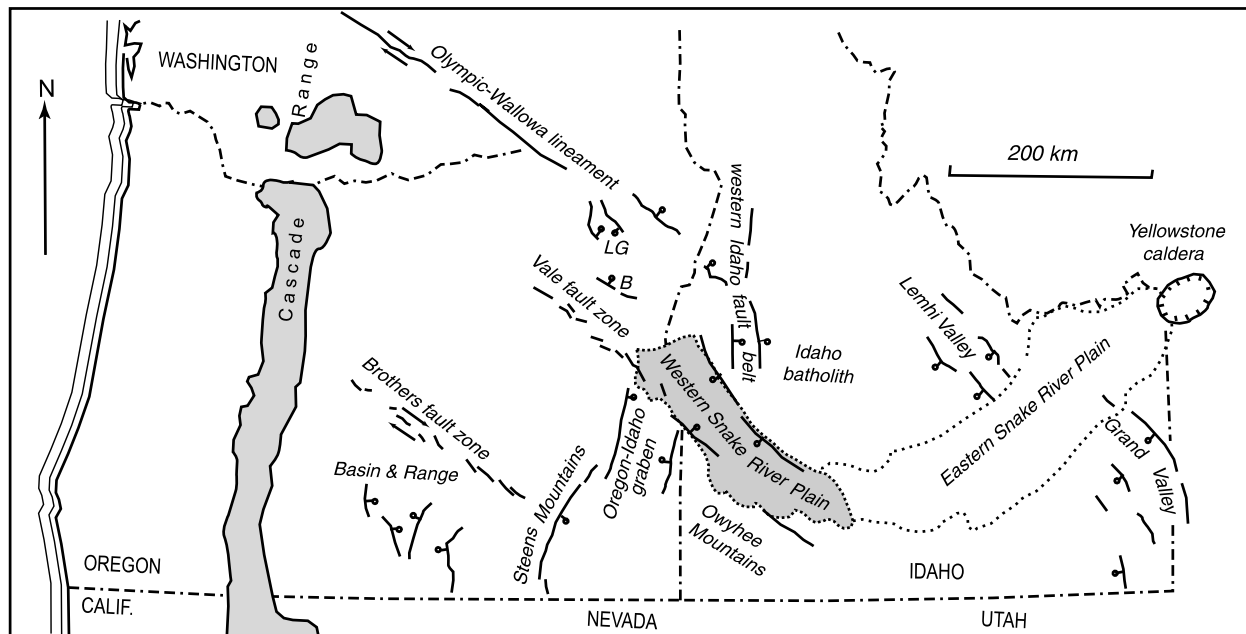 N
WASHINGTON
Range
Cascade
Olympic-Wallowa lineament
200 km
western Idaho fault belt
Yellowstone
caldera
LG
B
Vale fault zone
Lemhi Valley
Idaho
batholith
Brothers fault zone
Western Snake River Plain
Eastern Snake River Plain
Grand Valley
Basin & Range
Steens Mountains
Oregon-Idaho
graben
Owyhee
Mountains
OREGON
IDAHO
CALIF.
NEVADA
UTAH